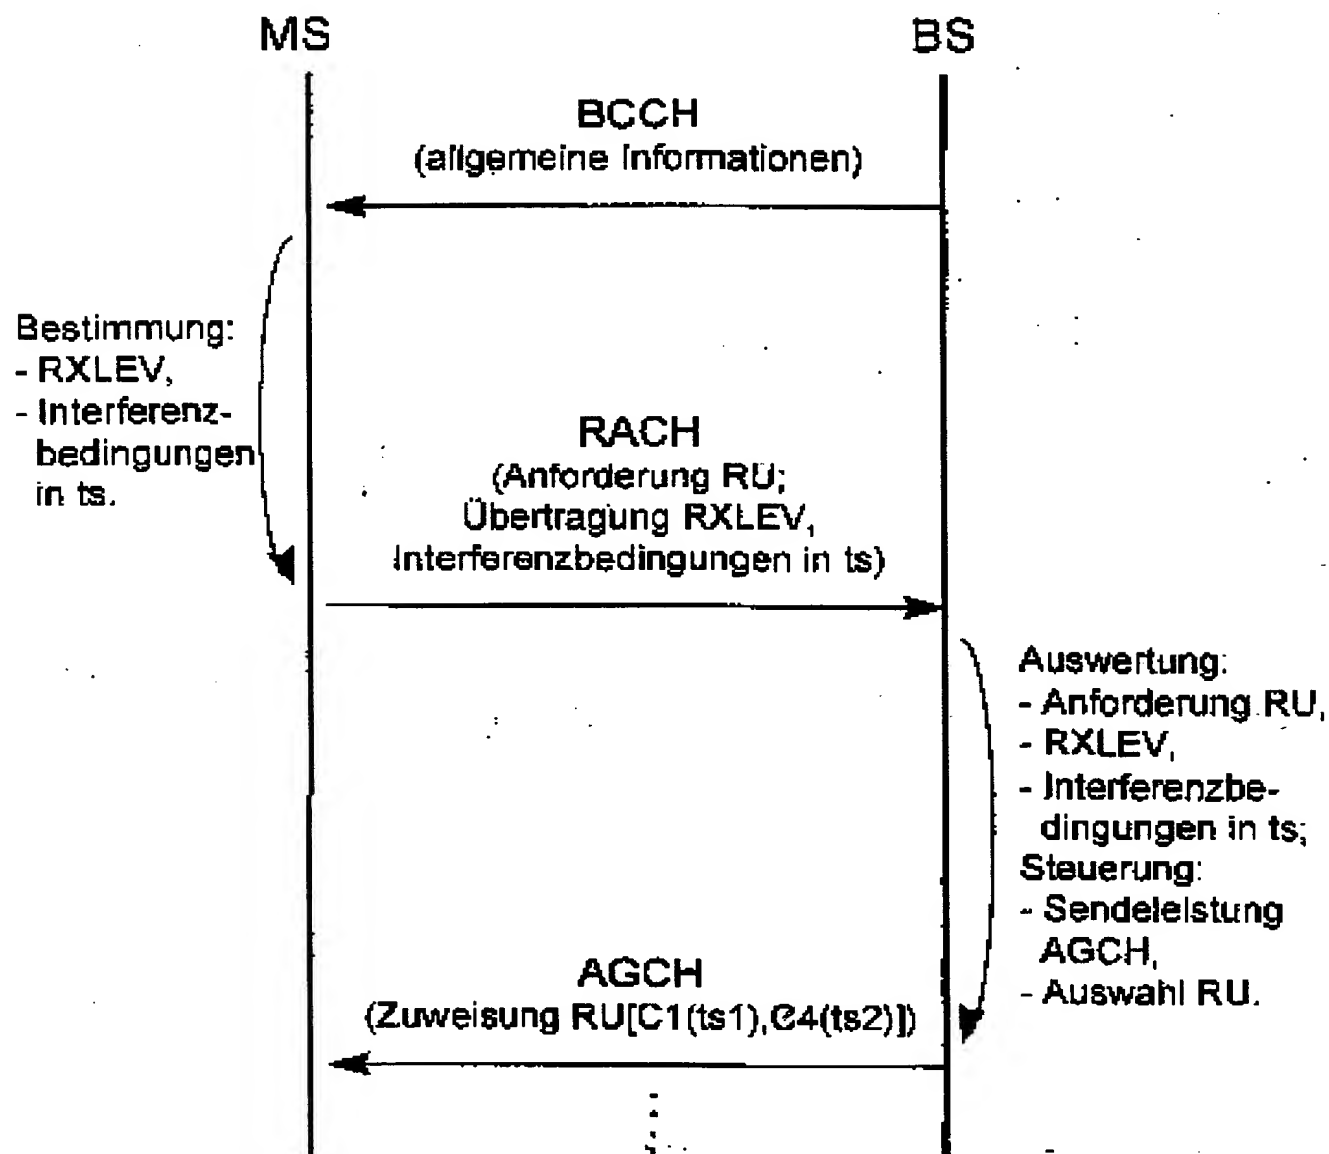 MS
BS
BCCH
(allgemeine Informationen)
Bestimmung:
- RXLEV,
- Interferenz-
bedingungen
in ts.
RACH
(Anforderung RU;
Übertragung RXLEV,
Interferenzbedingungen in ts)
Auswertung:
- Anforderung RU,
- RXLEV,
- Interferenzbe-
dingungen in ts;
Steuerung:
- Sendeleistung
AGCH,
- Auswahl RU.
AGCH
(Zuweisung RU[C1(ts1),C4(ts2)])